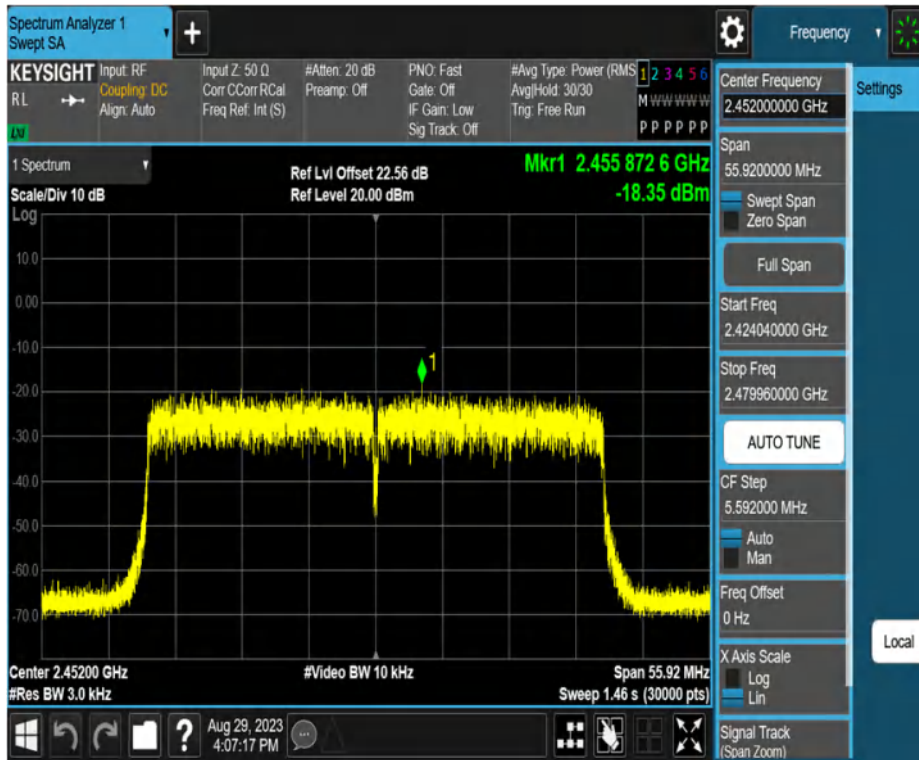 Spectrum Analyzer 1
Swept SA
+
Frequency
KEYSIGHT
RL
LXI
Input: RF
Coupling: DC
Align: Auto
Input Z: 50 Ω
Corr CCorr RCal
Freq Ref: Int (S)
#Atten: 20 dB
Preamp: Off
PNO: Fast
Gate: Off
IF Gain: Low
Sig Track: Off
#Avg Type: Power (RMS
Avg|Hold: 30/30
Trig: Free Run
1 2 3 4 5 6
M W W W W W
P P P P P P
1 Spectrum
Scale/Div 10 dB
Log
Ref Lvl Offset 22.56 dB
Ref Level 20.00 dBm
Mkr1 2.455 872 6 GHz
-18.35 dBm
10.0
0.00
-10.0
-20.0
-30.0
-40.0
-50.0
-60.0
-70.0
1
Center 2.45200 GHz
#Res BW 3.0 kHz
#Video BW 10 kHz
Span 55.92 MHz
Sweep 1.46 s (30000 pts)
?
Aug 29, 2023
4:07:17 PM
Center Frequency
2.452000000 GHz
Span
55.9200000 MHz
Swept Span
Zero Span
Full Span
Start Freq
2.424040000 GHz
Stop Freq
2.479960000 GHz
AUTO TUNE
CF Step
5.592000 MHz
Auto
Man
Freq Offset
0 Hz
X Axis Scale
Log
Lin
Signal Track
(Span Zoom)
Settings
Local